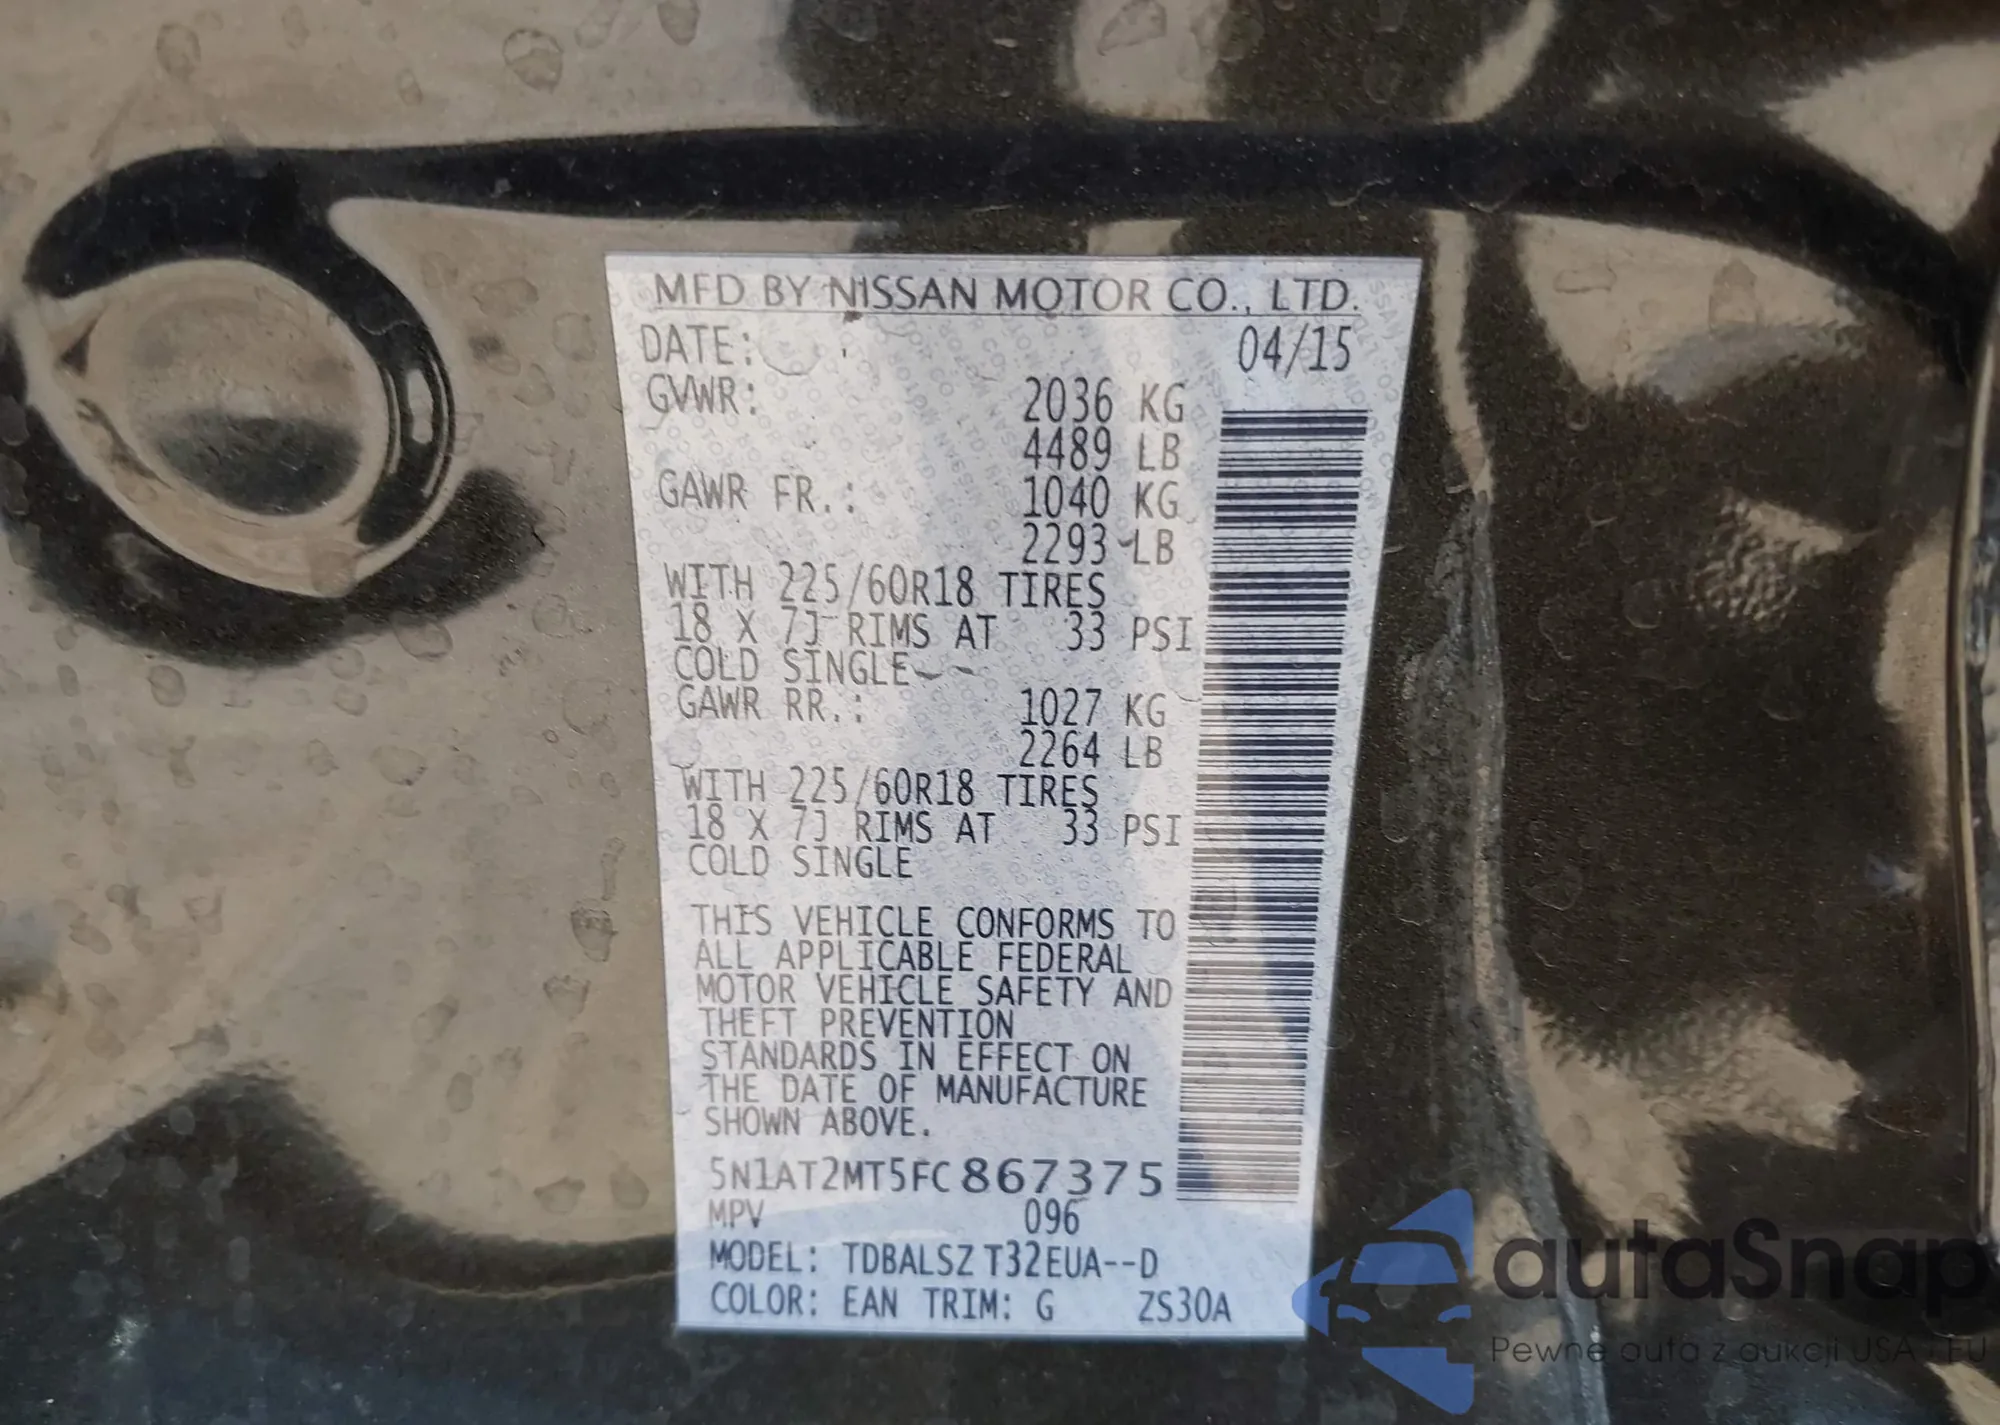 MFD BY NISSAN MOTOR CO., LTD.
DATE: 04/15
GVWR: 2036 KG
4489 LB
GAWR FR.: 1040 KG
2293 LB
WITH 225/60R18 TIRES
18 X 7J RIMS AT 33 PSI
COLD SINGLE
GAWR RR.: 1027 KG
2264 LB
WITH 225/60R18 TIRES
18 X 7J RIMS AT 33 PSI
COLD SINGLE
THIS VEHICLE CONFORMS TO
ALL APPLICABLE FEDERAL
MOTOR VEHICLE SAFETY AND
THEFT PREVENTION
STANDARDS IN EFFECT ON
THE DATE OF MANUFACTURE
SHOWN ABOVE.
5N1AT2MT5FC867375
MPV 096
MODEL: TDBALSZ T32EUA--D
COLOR: EAN TRIM: G ZS30A
autaSnap
Pewne auta z aukcji USA i EU